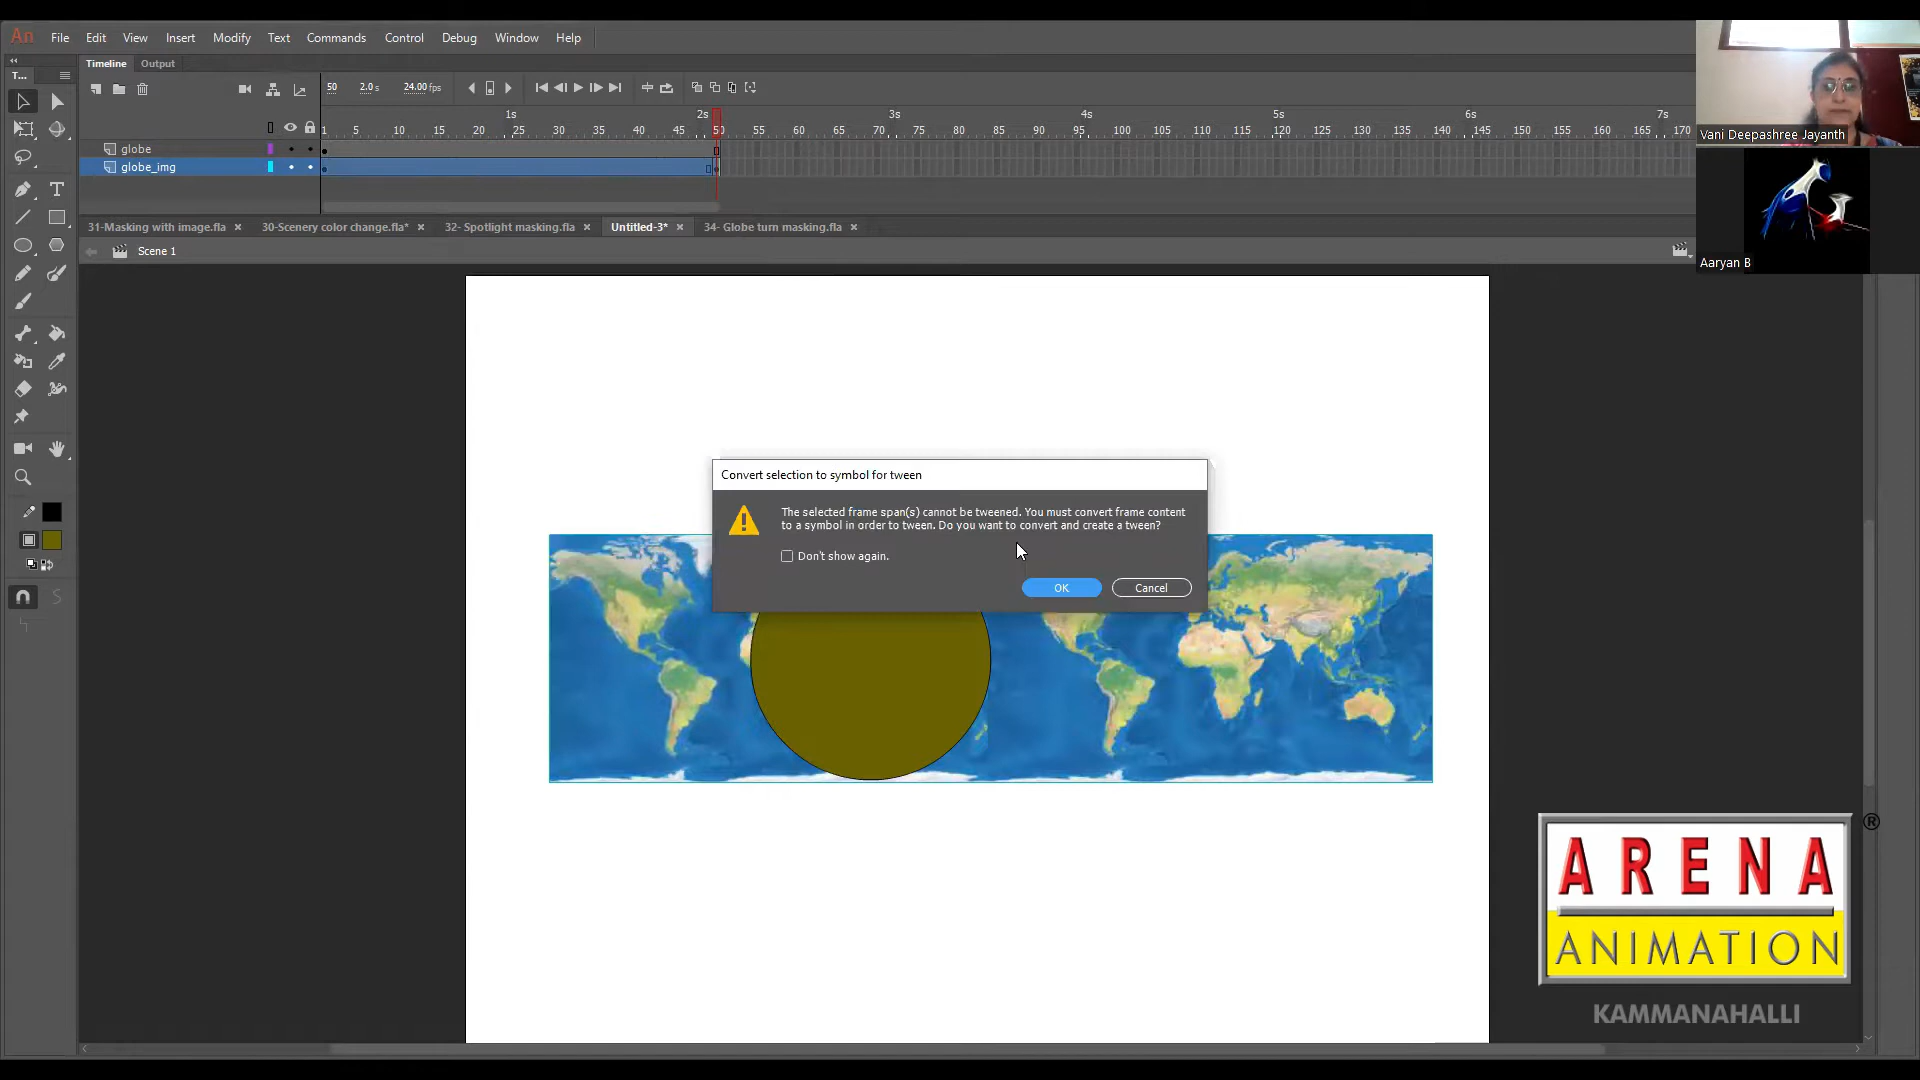 An File Edit View Insert Modify Text Commands Control Debug Window Help
Timeline Output
T...
50 2.0 s 24.00 fps
1s 2s 3s 4s 5s 6s 7s
1 5 10 15 20 25 30 35 40 45 50 55 60 65 70 75 80 85 90 95 100 105 110 115 120 125 130 135 140 145 150 155 160 165 170
globe
globe_img
31-Masking with image.fla × 30-Scenery color change.fla* × 32- Spotlight masking.fla × Untitled-3* × 34- Globe turn masking.fla ×
Scene 1
Vani Deepashree Jayanth
Aaryan B
Convert selection to symbol for tween
The selected frame span(s) cannot be tweened. You must convert frame content
to a symbol in order to tween. Do you want to convert and create a tween?
Don't show again.
OK Cancel
ARENA ®
ANIMATION
KAMMANAHALLI